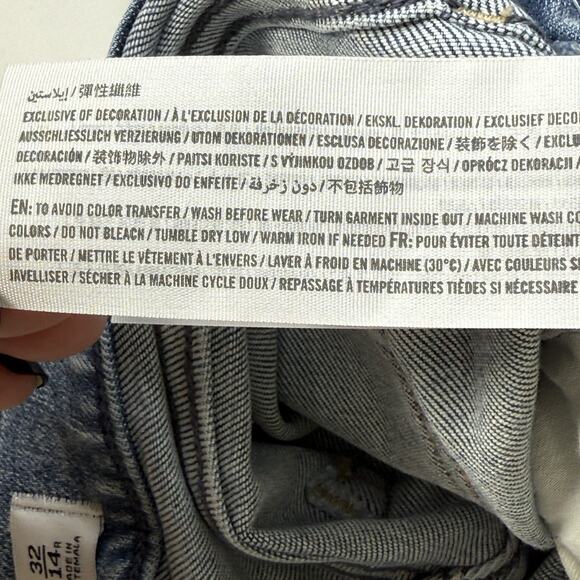 إيلاستين / 彈性纖維
EXCLUSIVE OF DECORATION / À L'EXCLUSION DE LA DÉCORATION / EKSKL. DEKORATION / EXCLUSIEF DECO
AUSSCHLIESSLICH VERZIERUNG / UTOM DEKORATIONEN / ESCLUSA DECORAZIONE / 装飾を除く / EXCLU
DECORACIÓN / 装饰物除外 / PAITSI KORISTE / S VÝJIMKOU OZDOB / 고급 장식 / OPRÓCZ DEKORACJI /
IKKE MEDREGNET / EXCLUSIVO DO ENFEITE / دون زخرفة / 不包括飾物
EN: TO AVOID COLOR TRANSFER / WASH BEFORE WEAR / TURN GARMENT INSIDE OUT / MACHINE WASH CO
COLORS / DO NOT BLEACH / TUMBLE DRY LOW / WARM IRON IF NEEDED FR: POUR ÉVITER TOUTE DÉTEINT
DE PORTER / METTRE LE VÊTEMENT À L'ENVERS / LAVER À FROID EN MACHINE (30°C) / AVEC COULEURS S
JAVELLISER / SÉCHER À LA MACHINE CYCLE DOUX / REPASSAGE À TEMPÉRATURES TIÈDES SI NÉCESSAIRE
32
14R
MADE IN
TEMALA